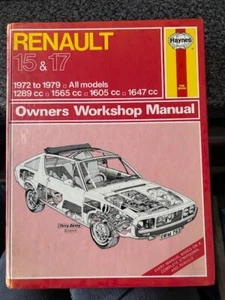 RENAULT
15 & 17
Haynes
1972 to 1979 □ All models
1289 cc □ 1565 cc □ 1605 cc □ 1647 cc
Owners Workshop Manual